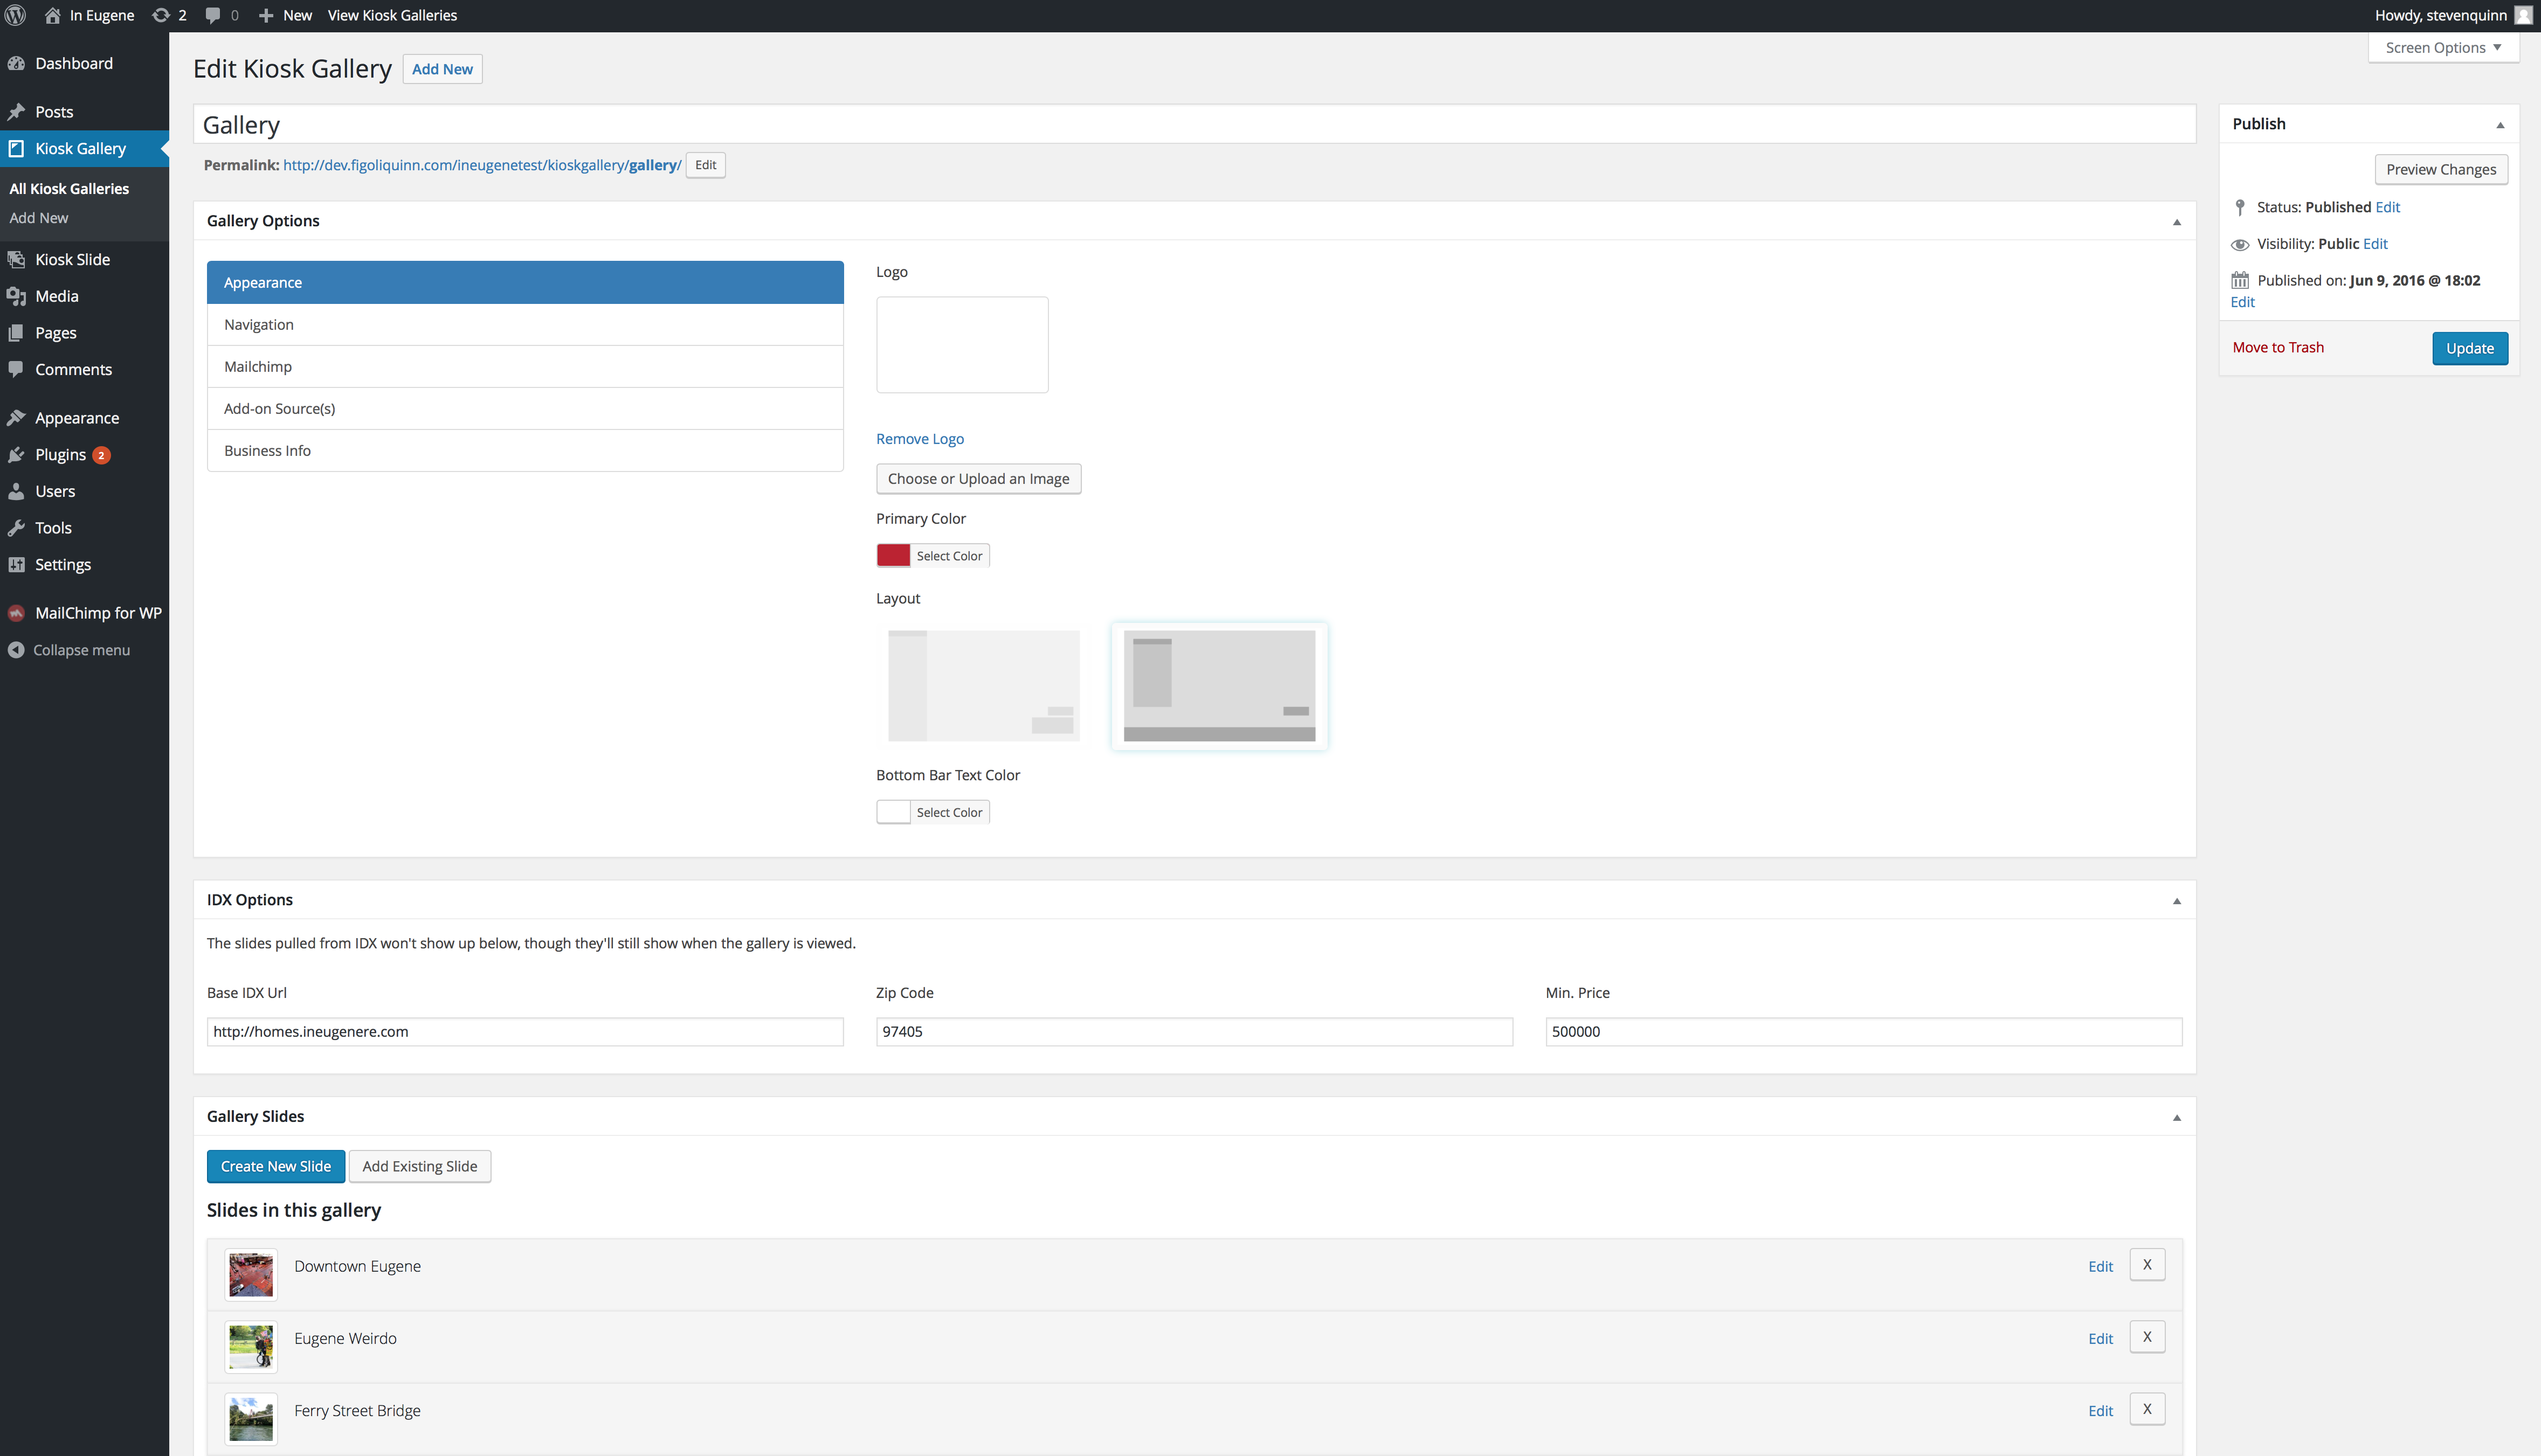 In Eugene 2 0 New View Kiosk Galleries Howdy, stevenquinn
Screen Options
Dashboard
Posts
Kiosk Gallery
All Kiosk Galleries
Add New
Kiosk Slide
Media
Pages
Comments
Appearance
Plugins 2
Users
Tools
Settings
MailChimp for WP
Collapse menu
Edit Kiosk Gallery Add New
Gallery
Permalink: http://dev.figoliquinn.com/ineugenetest/kioskgallery/gallery/ Edit
Gallery Options
Appearance
Navigation
Mailchimp
Add-on Source(s)
Business Info
Logo
Remove Logo
Choose or Upload an Image
Primary Color
Select Color
Layout
Bottom Bar Text Color
Select Color
IDX Options
The slides pulled from IDX won't show up below, though they'll still show when the gallery is viewed.
Base IDX Url Zip Code Min. Price
http://homes.ineugenere.com 97405 500000
Gallery Slides
Create New Slide Add Existing Slide
Slides in this gallery
Downtown Eugene Edit X
Eugene Weirdo Edit X
Ferry Street Bridge Edit X
Publish
Preview Changes
Status: Published Edit
Visibility: Public Edit
Published on: Jun 9, 2016 @ 18:02
Edit
Move to Trash Update